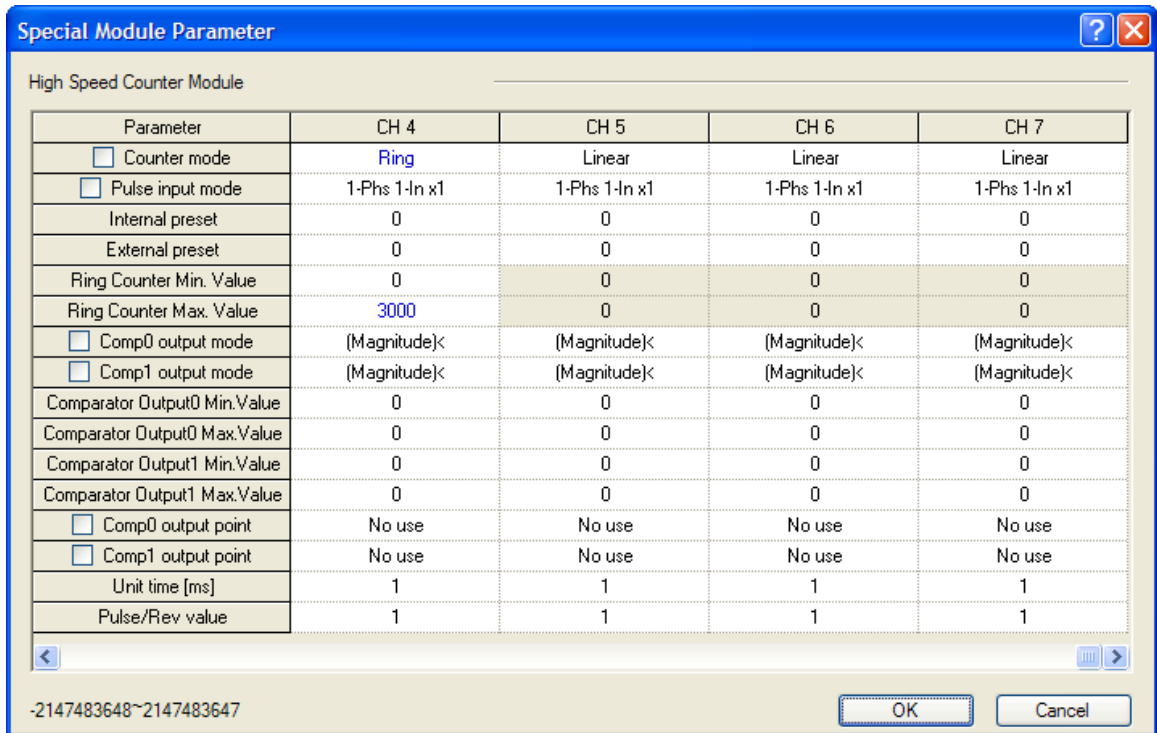 Special Module Parameter
High Speed Counter Module
Parameter CH 4 CH 5 CH 6 CH 7
Counter mode Ring Linear Linear Linear
Pulse input mode 1-Phs 1-In x1 1-Phs 1-In x1 1-Phs 1-In x1 1-Phs 1-In x1
Internal preset 0 0 0 0
External preset 0 0 0 0
Ring Counter Min. Value 0 0 0 0
Ring Counter Max. Value 3000 0 0 0
Comp0 output mode (Magnitude)< (Magnitude)< (Magnitude)< (Magnitude)<
Comp1 output mode (Magnitude)< (Magnitude)< (Magnitude)< (Magnitude)<
Comparator Output0 Min.Value 0 0 0 0
Comparator Output0 Max.Value 0 0 0 0
Comparator Output1 Min.Value 0 0 0 0
Comparator Output1 Max.Value 0 0 0 0
Comp0 output point No use No use No use No use
Comp1 output point No use No use No use No use
Unit time [ms] 1 1 1 1
Pulse/Rev value 1 1 1 1
-2147483648~2147483647 OK Cancel